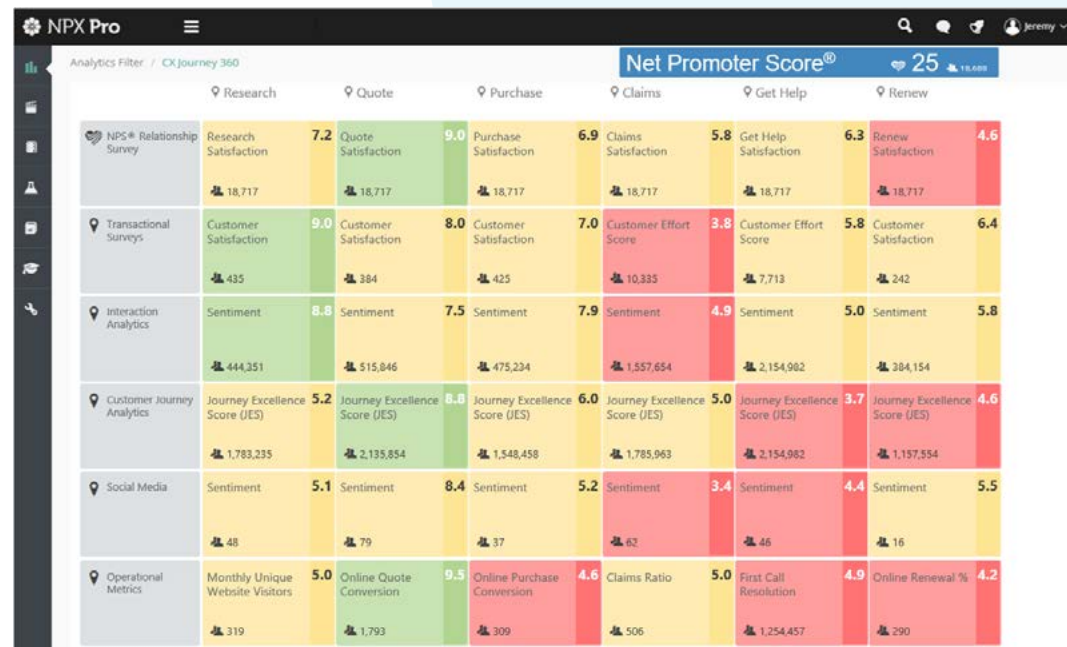 NPX Pro
Jeremy
Analytics Filter / CX Journey 360
Net Promoter Score® 25
Research Quote Purchase Claims Get Help Renew
NPS® Relationship Survey
Research Satisfaction 7.2 18,717
Quote Satisfaction 9.0 18,717
Purchase Satisfaction 6.9 18,717
Claims Satisfaction 5.8 18,717
Get Help Satisfaction 6.3 18,717
Renew Satisfaction 4.6 18,717
Transactional Surveys
Customer Satisfaction 9.0 435
Customer Satisfaction 8.0 384
Customer Satisfaction 7.0 425
Customer Effort Score 3.8 10,335
Customer Effort Score 5.8 7,713
Customer Satisfaction 6.4 242
Interaction Analytics
Sentiment 8.8 444,351
Sentiment 7.5 515,846
Sentiment 7.9 475,234
Sentiment 4.9 1,557,654
Sentiment 5.0 2,154,982
Sentiment 5.8 384,154
Customer Journey Analytics
Journey Excellence Score (JES) 5.2 1,783,235
Journey Excellence Score (JES) 8.8 2,135,854
Journey Excellence Score (JES) 6.0 1,548,458
Journey Excellence Score (JES) 5.0 1,785,963
Journey Excellence Score (JES) 3.7 2,154,982
Journey Excellence Score (JES) 4.6 1,157,554
Social Media
Sentiment 5.1 48
Sentiment 8.4 79
Sentiment 5.2 37
Sentiment 3.4 62
Sentiment 4.4 46
Sentiment 5.5 16
Operational Metrics
Monthly Unique Website Visitors 5.0 319
Online Quote Conversion 9.5 1,793
Online Purchase Conversion 4.6 309
Claims Ratio 5.0 506
First Call Resolution 4.9 1,254,457
Online Renewal % 4.2 290